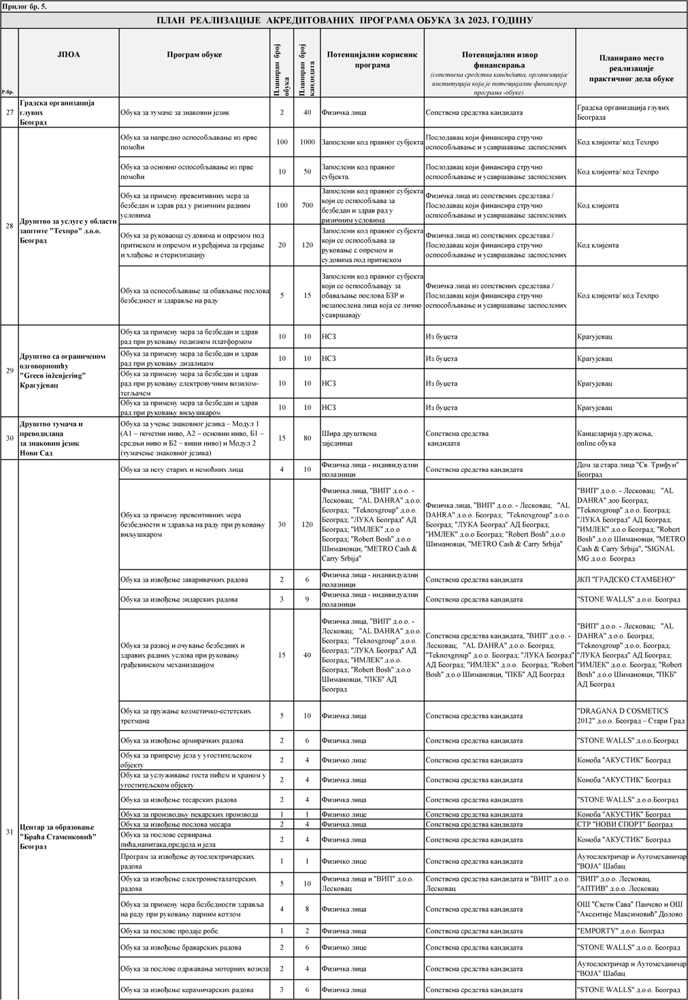 Прилог бр. 5.
ПЛАН РЕАЛИЗАЦИЈЕ АКРЕДИТОВАНИХ ПРОГРАМА ОБУКА ЗА 2023. ГОДИНУ
Р.бр.
ЈПОА
Програм обуке
Планиран број
обука
Планиран број
кандидата
Потенцијални корисник
програма
Потенцијални извор
финансирања
(сопствена средства кандидата, организација/
институција која је потенцијални финансијер
програма -обуке)
Планирано место
реализације
практичног дела обуке
27
Градска организација
глувих
Београд
Обука за тумаче за знаковни језик
2
40
Физичка лица
Сопствена средства кандидата
Градска организација глувих
Београда
28
Друштво за услуге у области
заштите "Техпро" д.о.о.
Београд
Обука за напредно оспособљавање из прве
помоћи
100
1000
Запослени код правног субјекта
Послодавац који финансира стручно
оспособљавање и усавршавање заспослених
Код клијента/ код Техпро
Обука за основно оспособљавање из прве
помоћи
10
50
Запослени код правног
субјекта.
Послодавац који финансира стручно
оспособљавање и усавршавање заспослених
Код клијента/ код Техпро
Обука за примену превентивних мера за
безбедан и здрав рад у ризичним радним
условима
100
700
Запослени код правног субјекта
који се оспособљава за
безбедан и здрав рад у
ризичним условима
Физичка лица из сопствених средстава /
Послодавац који финансира стручно
оспособљавање и усавршавање заспослених
Код клијента
Обука за руковаоца судовима и опремом под
притиском и опремом и уређајима за грејање
и хлађење и стерилизацију
20
120
Запослени код правног субјекта
који се оспособљава за
руковање с опремом и
судовима под притиском
Физичка лица из сопствених средстава /
Послодавац који финансира стручно
оспособљавање и усавршавање заспослених
Код клијента
Обука за оспособљавање за обављање послова
безбедност и здаравље на раду
5
15
Запослени код правног субјекта
који се оспособљавају за
обаваљање послова БЗР и
незапослена лица која се лично
усавршавају
Физичка лица из сопствених средстава /
Послодавац који финансира стручно
оспособљавање и усавршавање заспослених
Код клијента/ код Техпро
29
Друштво са ограниченом
одговорношћу
"Green inženjering"
Крагујевац
Обука за примену мера за безбедан и здрав
рад при руковању подизном платформом
10
10
НСЗ
Из буџета
Крагујевац
Обука за примену мера за безбедан и здрав
рад при руковању дизалицом
10
10
НСЗ
Из буџета
Крагујевац
Обука за примену мера за безбедан и здрав
рад при руковању електровучним возилом-
тегљачем
10
10
НСЗ
Из буџета
Крагујевац
Обука за примену мера за безбедан и здрав
рад при руковању виљушкаром
10
10
НСЗ
Из буџета
Крагујевац
30
Друштво тумача и
преводилаца
за знаковни језик
Нови Сад
Обука за учење знаковног језика – Модул 1
(А1 – почетни ниво, А2 – основни ниво, Б1 –
средњи ниво и Б2 – виши ниво) и Модул 2
(тумачење знаковног језика)
15
80
Шира друштвена
заједница
Сопствена средства
кандидата
Канцеларија удружења,
online обука
31
Центар за образовање
"Браћа Стаменковић"
Београд
Обука за негу старих и немоћних лица
4
10
Физичка лица - индивидуални
полазници
Сопствена средства кандидата
Дом за стара лица "Св. Трифун"
Београд
Обука за примену превентивних мера
безбедности и здравља на раду при руковању
виљушкаром
30
120
Физичка лица, "ВИП" д.о.о. -
Лесковац; "AL DAHRA" д.о.о.
Београд; "Teknoxgroup" д.о.о.
Београд; "ЛУКА Београд" АД
Београд; "ИМЛЕК" д.о.о
Београд; "Robert Bosh" д.о.о
Шимановци, "METRO Cash &
Carry Srbija"
Физичка лица, "ВИП" д.о.о. - Лесковац; "AL
DAHRA" д.о.о. Београд; "Teknoxgroup" д.о.о.
Београд; "ЛУКА Београд" АД Београд;
"ИМЛЕК" д.о.о Београд; "Robert Bosh" д.о.о
Шимановци, "METRO Cash & Carry Srbija"
"ВИП" д.о.о. - Лесковац; "AL
DAHRA" доо Београд;
"Teknoxgroup" д.о.о. Београд;
"ЛУКА Београд" АД Београд;
"ИМЛЕК" д.о.о Београд; "Robert
Bosh" д.о.о Шимановци, "METRO
Cash & Carry Srbija", "SIGNAL
MG д.о.о. Београд
Обука за извођење заваривачких радова
2
6
Физичка лица - индивидуални
полазници
Сопствена средства кандидата
ЈКП "ГРАДСКО СТАМБЕНО"
Обука за извођење зидарских радова
3
9
Физичка лица - индивидуални
полазници
Сопствена средства кандидата
"STONE WALLS" д.о.о. Београд
Обука за развој и очување безбедних и
здравих радних услова при руковању
грађевинском механизацијом
15
40
Физичка лица, "ВИП" д.о.о. -
Лесковац; "AL DAHRA" д.о.о.
Београд; "Teknoxgroup" д.о.о.
Београд; "ЛУКА Београд" АД
Београд; "ИМЛЕК" д.о.о.
Београд; "Robert Bosh" д.о.о
Шимановци, "ПКБ" АД
Београд
Сопствена средства кандидата, "ВИП" д.о.о. -
Лесковац; "AL DAHRA" д.о.о. Београд;
"Teknoxgroup" д.о.о. Београд; "ЛУКА Београд"
АД Београд; "ИМЛЕК" д.о.о. Београд; "Robert
Bosh" д.о.о Шимановци, "ПКБ" АД Београд
"ВИП" д.о.о. - Лесковац; "AL
DAHRA" д.о.о. Београд;
"Teknoxgroup" д.о.о. Београд;
"ЛУКА Београд" АД Београд;
"ИМЛЕК" д.о.о. Београд; "Robert
Bosh" д.о.о Шимановци, "ПКБ"
АД Београд
Обука за пружање козметичко-естетских
третмана
5
10
Физичка лица
Сопствена средства кандидата
"DRAGANA D COSMETICS
2012" д.о.о. Београд – Стари Град
Обука за извођење армирачких радова
2
6
Физичка лица
Сопствена средства кандидата
"STONE WALLS" д.о.о.Београд
Обука за припрему јела у угоститељском
објекту
2
4
Физичко лице
Сопствена средства кандидата
Коноба "АКУСТИК" Београд
Обука за услуживање госта пићем и храном у
угоститељском објекту
2
4
Физичка лица
Сопствена средства кандидата
Коноба "АКУСТИК" Београд
Обука за извођење тесарских радова
2
4
Физичка лица
Сопствена средства кандидата
"STONE WALLS" д.о.о.Београд
Обука за производњу пекарских производа
1
1
Физичко лице
Сопствена средства кандидата
Коноба "АКУСТИК" Београд
Обука за извођење послова месара
2
4
Физичка лица
Сопствена средства кандидата
СТР "НОВИ СПОРТ" Београд
Обука за послове сервирања
пића,напитака,предјела и јела
2
4
Физичка лица
Сопствена средства кандидата
Коноба "АКУСТИК" Београд
Програм за извођење аутоелектричарских
радова
1
1
Физичко лице
Сопствена средства кандидата
Аутоелектричар и Аутомеханичар
"ВОЈА" Шабац
Обука за извођење електроинсталатерских
радова
5
10
Физичка лица и "ВИП" д.о.о.
Лесковац
Сопствена средства кандидата и "ВИП" д.о.о.
Лесковац
"ВИП" д.о.о. Лесковац,
"АПТИВ" д.о.о. Лесковац
Обука за примену мера безбедности здравља
на раду при руковању парним котлом
4
8
Физичка лица
Сопствена средства кандидата
ОШ "Свети Сава" Панчево и ОШ
"Аксентије Максимовић" Долово
Обука за послове продаје робе
1
2
Физичка лица
Сопствена средства кандидата
"EMPORTY" д.о.о. Београд
Обука за извођење браварских радова
2
6
Физичка лице
Сопствена средства кандидата
"STONE WALLS" д.о.о. Београд
Обука за послове одржавања моторних возила
2
4
Физичка лица
Сопствена средства кандидата
Аутоелектричар и Аутомеханичар
"ВОЈА" Шабац
Обука за извођење керамичарских радова
3
6
Физичка лица
Сопствена средства кандидата
"STONE WALLS" д.о.о. Београд